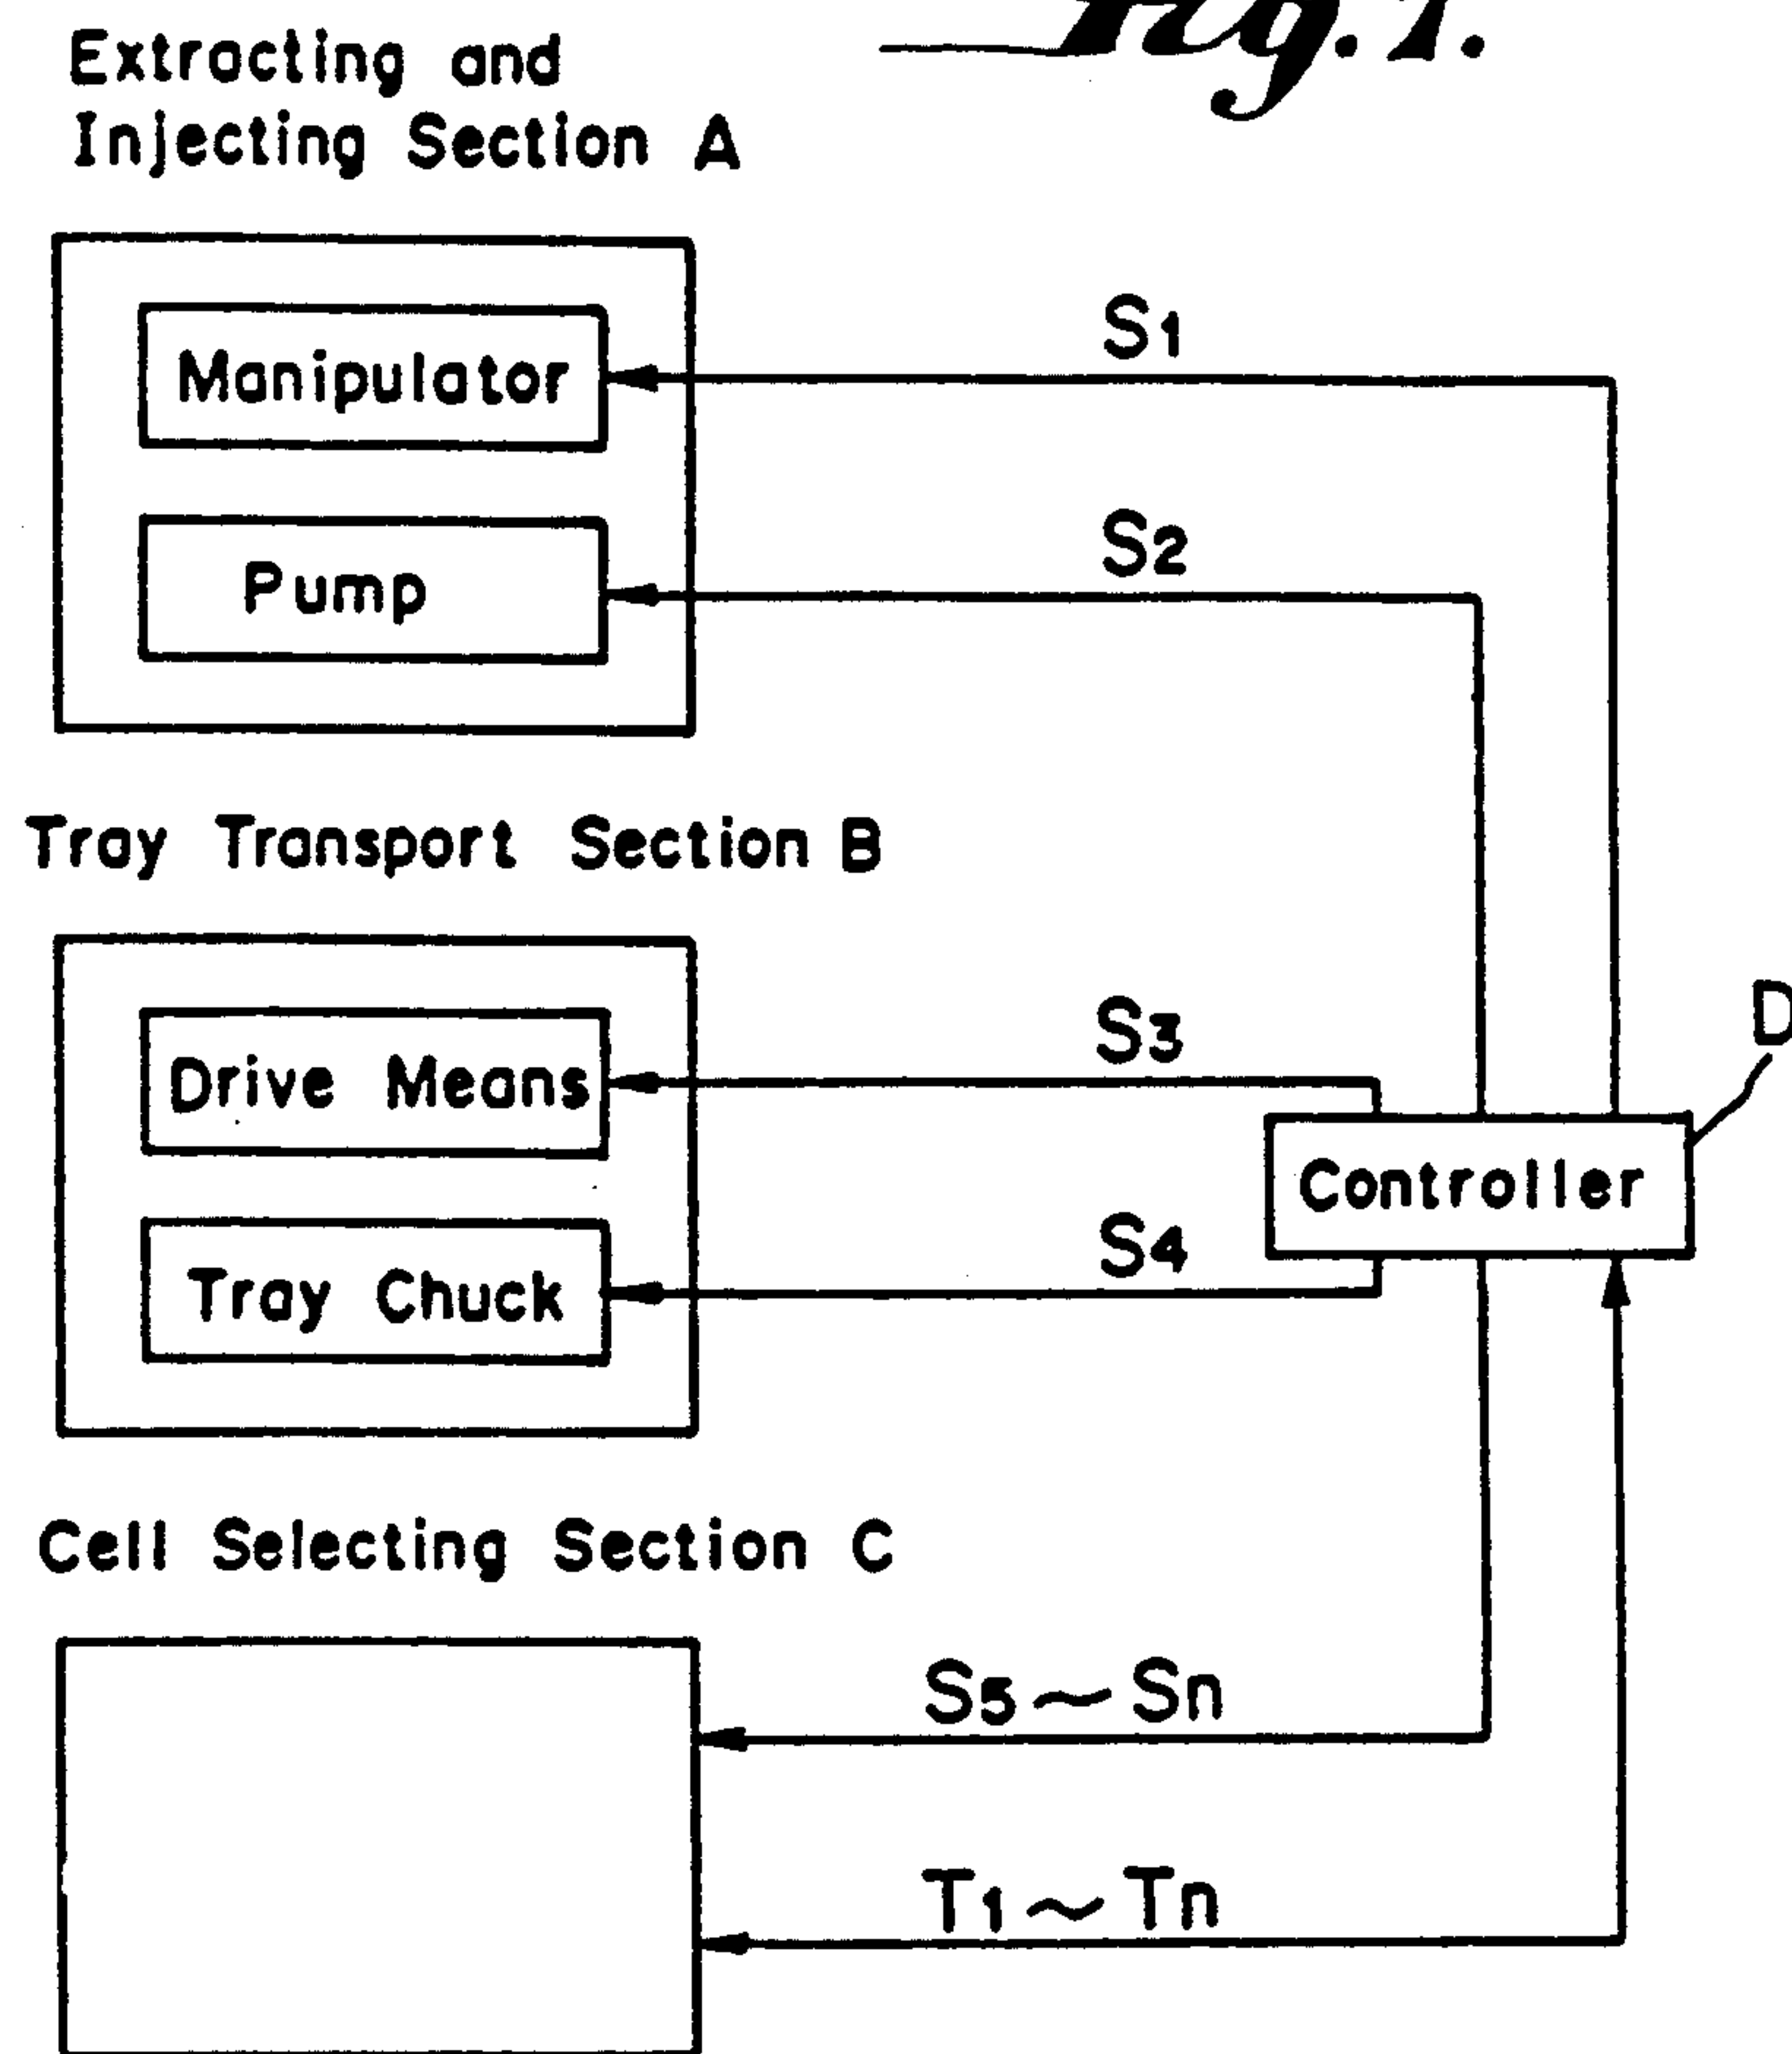 Fig. 1.
Extracting and
Injecting Section A
Manipulator
S1
Pump
S2
Tray Transport Section B
Drive Means
S3
D
Controller
Tray Chuck
S4
Cell Selecting Section C
S5~Sn
T1~Tn